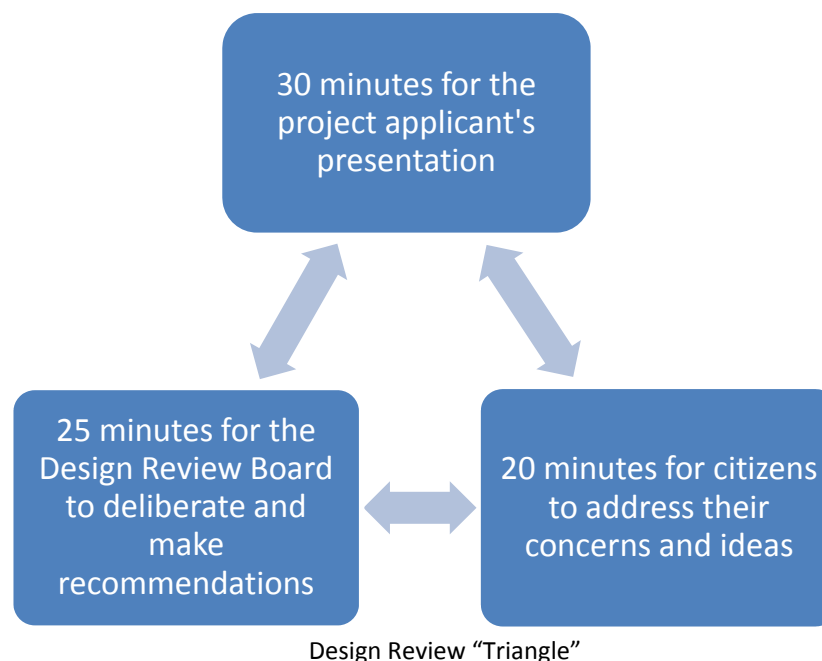 30 minutes for the
project applicant's
presentation
25 minutes for the
Design Review Board
to deliberate and
make
recommendations
20 minutes for citizens
to address their
concerns and ideas
Design Review “Triangle”